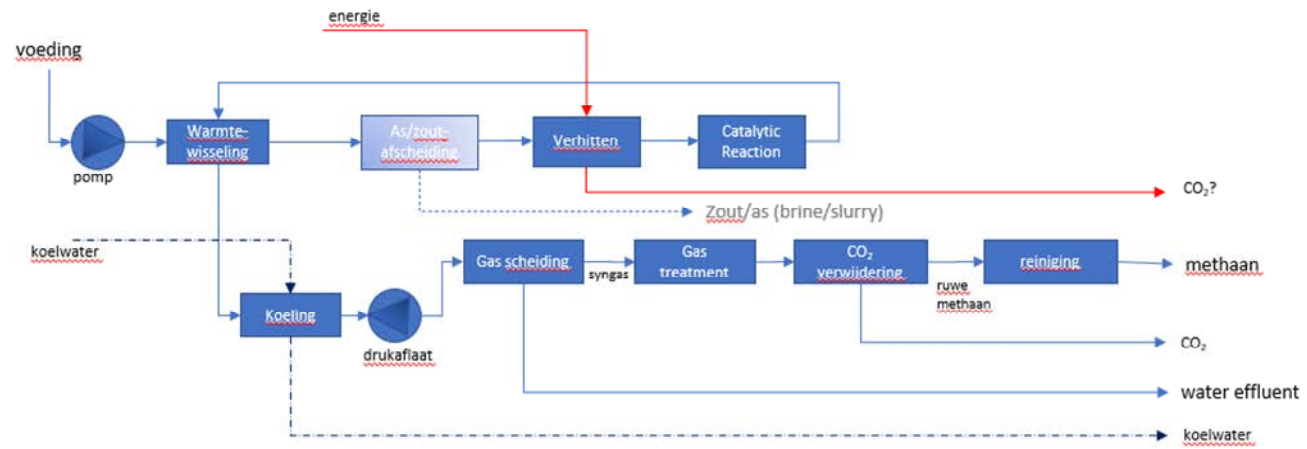 energie
voeding
pomp
Warmte-
wisseling
As/zout-
afscheiding
Verhitten
Catalytic
Reaction
CO₂?
Zout/as (brine/slurry)
koelwater
Koeling
drukaflaat
Gas scheiding
syngas
Gas
treatment
CO₂
verwijdering
ruwe
methaan
reiniging
methaan
CO₂
water effluent
koelwater